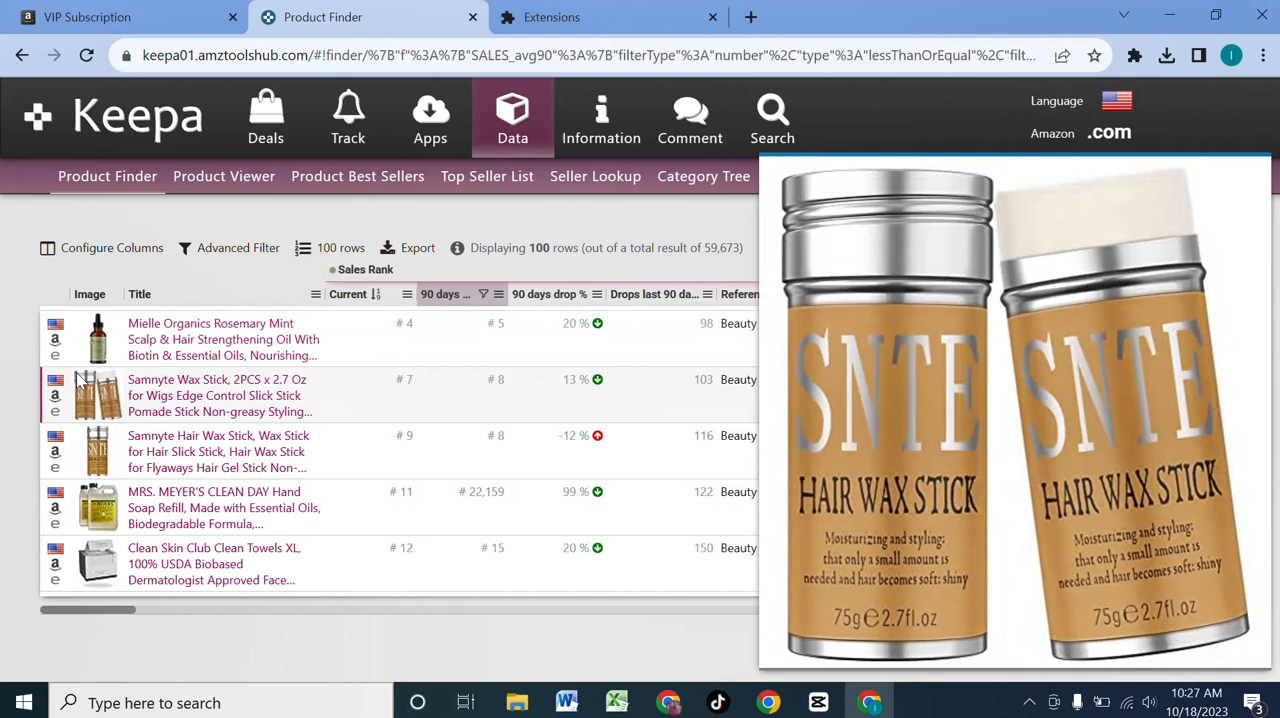 VIP Subscription
Product Finder
Extensions
keepa01.amztoolshub.com/#!finder/%7B"f"%3A%7B"SALES_avg90"%3A%7B"filterType"%3A"number"%2C"type"%3A"lessThanOrEqual"%2C"filt...
Keepa
Deals
Track
Apps
Data
Information
Comment
Search
Language
Amazon .com
Product Finder
Product Viewer
Product Best Sellers
Top Seller List
Seller Lookup
Category Tree
Configure Columns
Advanced Filter
100 rows
Export
Displaying 100 rows (out of a total result of 59,673)
Sales Rank
Image
Title
Current
90 days ...
90 days drop %
Drops last 90 da...
Referen
Mielle Organics Rosemary Mint
Scalp & Hair Strengthening Oil With
Biotin & Essential Oils, Nourishing...
# 4
# 5
20 %
98
Beauty
Samnyte Wax Stick, 2PCS x 2.7 Oz
for Wigs Edge Control Slick Stick
Pomade Stick Non-greasy Styling...
# 7
# 8
13 %
103
Beauty
Samnyte Hair Wax Stick, Wax Stick
for Hair Slick Stick, Hair Wax Stick
for Flyaways Hair Gel Stick Non-...
# 9
# 8
-12 %
116
Beauty
MRS. MEYER'S CLEAN DAY Hand
Soap Refill, Made with Essential Oils,
Biodegradable Formula,...
# 11
# 22,159
99 %
122
Beauty
Clean Skin Club Clean Towels XL,
100% USDA Biobased
Dermatologist Approved Face...
# 12
# 15
20 %
150
Beauty
SNTE
HAIR WAX STICK
Moisturizing and styling:
that only a small amount is
needed and hair becomes soft: shiny
75g e 2.7fl.oz
SNTE
HAIR WAX STICK
Moisturizing and styling:
that only a small amount is
needed and hair becomes soft: shiny
75g e 2.7fl.oz
Type here to search
10:27 AM
10/18/2023
3